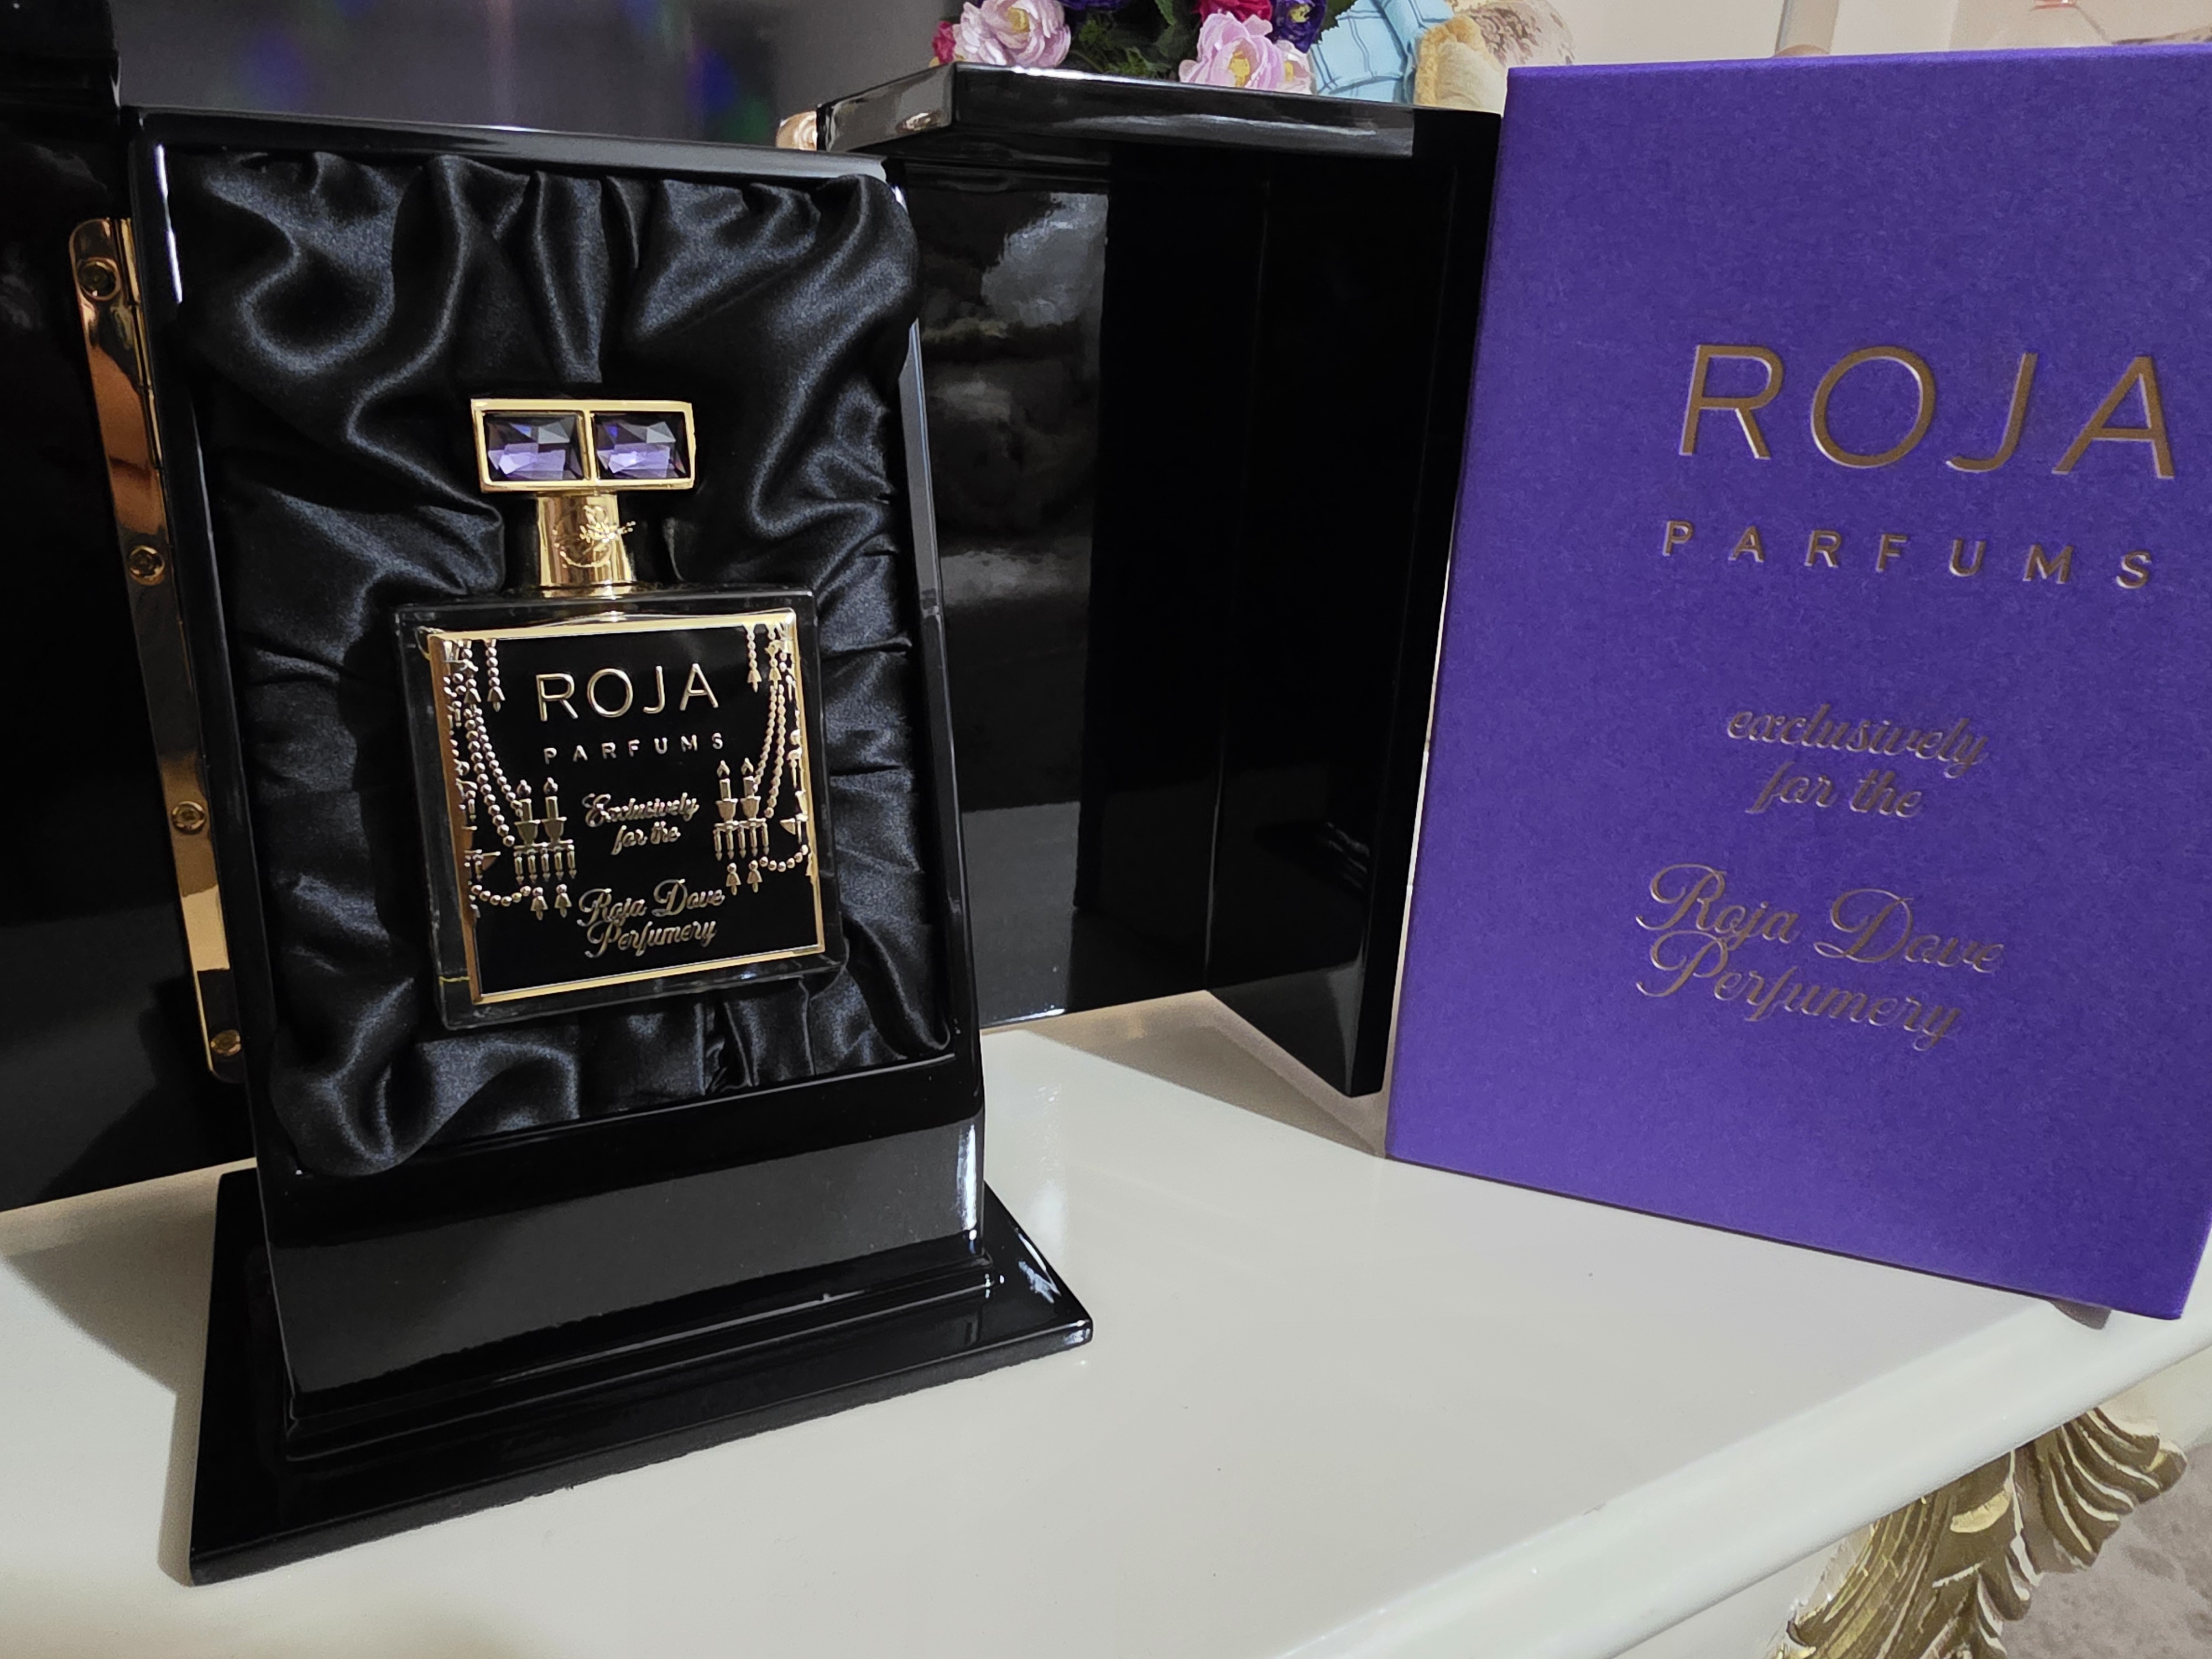 ROJA
PARFUMS
Exclusively
for the
Roja Dove
Perfumery
ROJA
PARFUMS
exclusively
for the
Roja Dove
Perfumery